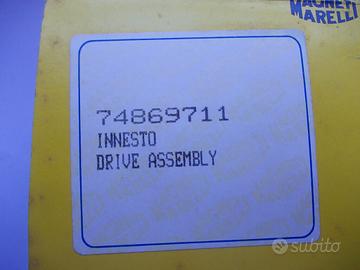 MAGNETI
MARELLI
74869711
INNESTO
DRIVE ASSEMBLY
subito